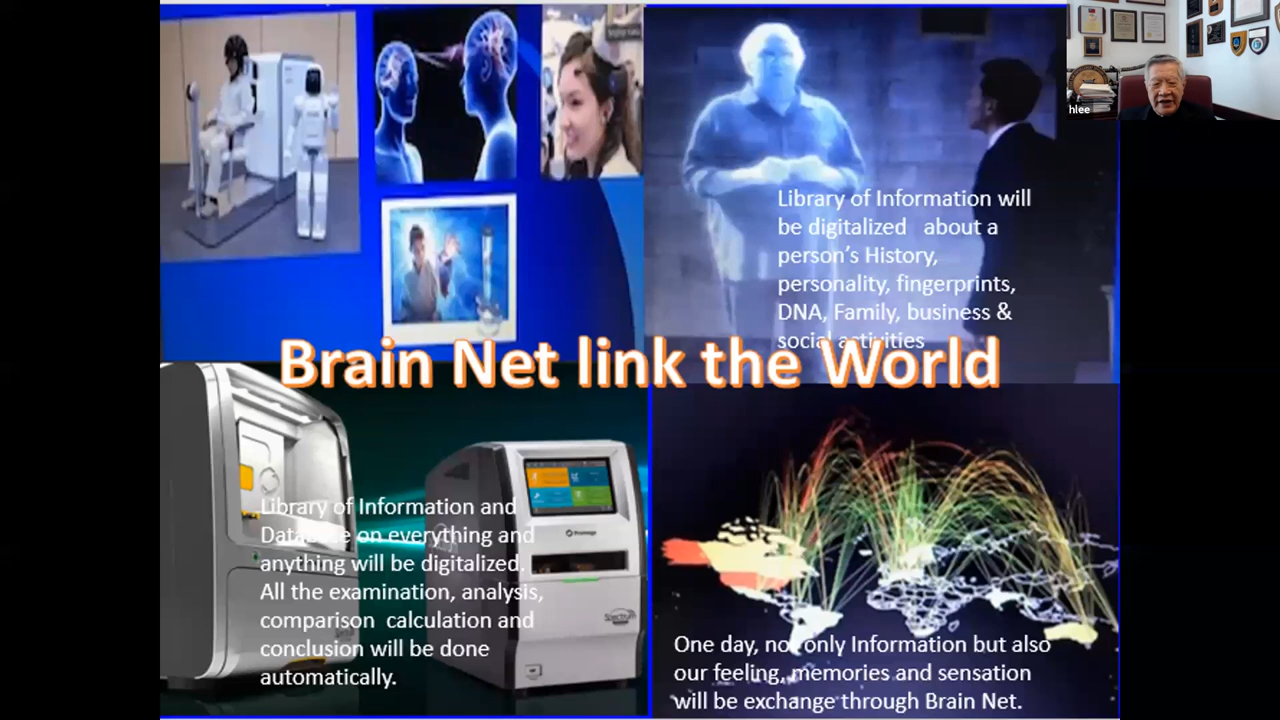 hlee
Library of Information will
be digitalized about a
person's History,
personality, fingerprints,
DNA, Family, business &
social activities
Brain Net link the World
Library of Information and
Database on everything and
anything will be digitalized.
All the examination, analysis,
comparison calculation and
conclusion will be done
automatically.
Promega
Spectrum
One day, not only Information but also
our feeling, memories and sensation
will be exchange through Brain Net.